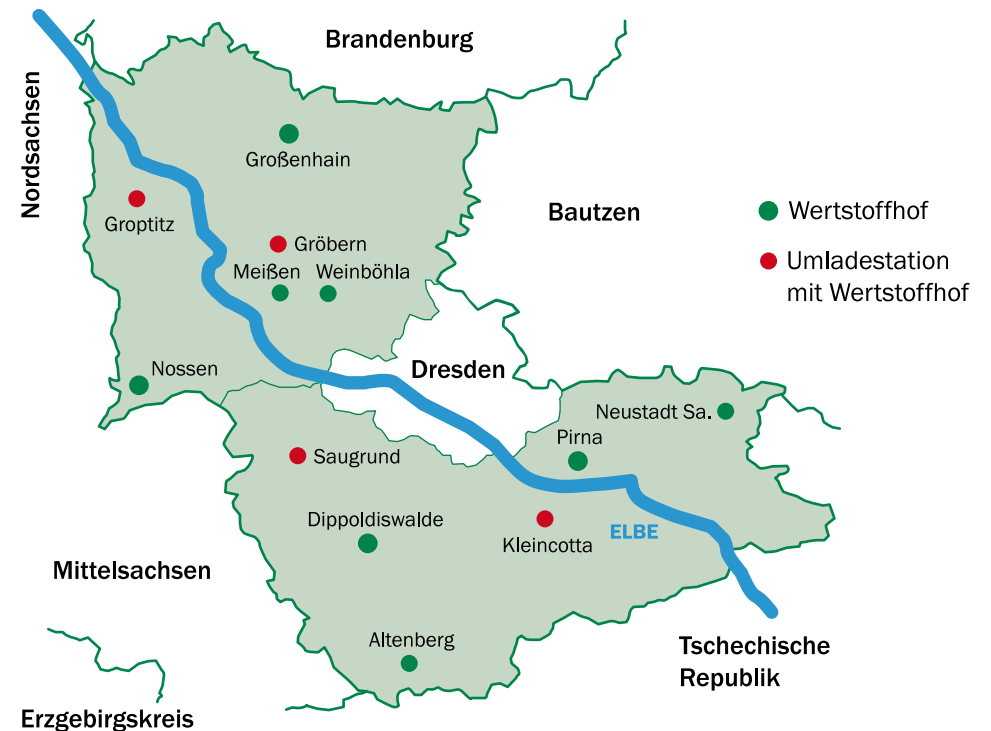 Brandenburg
Nordsachsen
Großenhain
Groptitz
Bautzen
Wertstoffhof
Gröbern
Umladestation
mit Wertstoffhof
Meißen
Weinböhla
Nossen
Dresden
Neustadt Sa.
Pirna
Saugrund
Dippoldiswalde
ELBE
Kleincotta
Mittelsachsen
Altenberg
Tschechische
Republik
Erzgebirgskreis